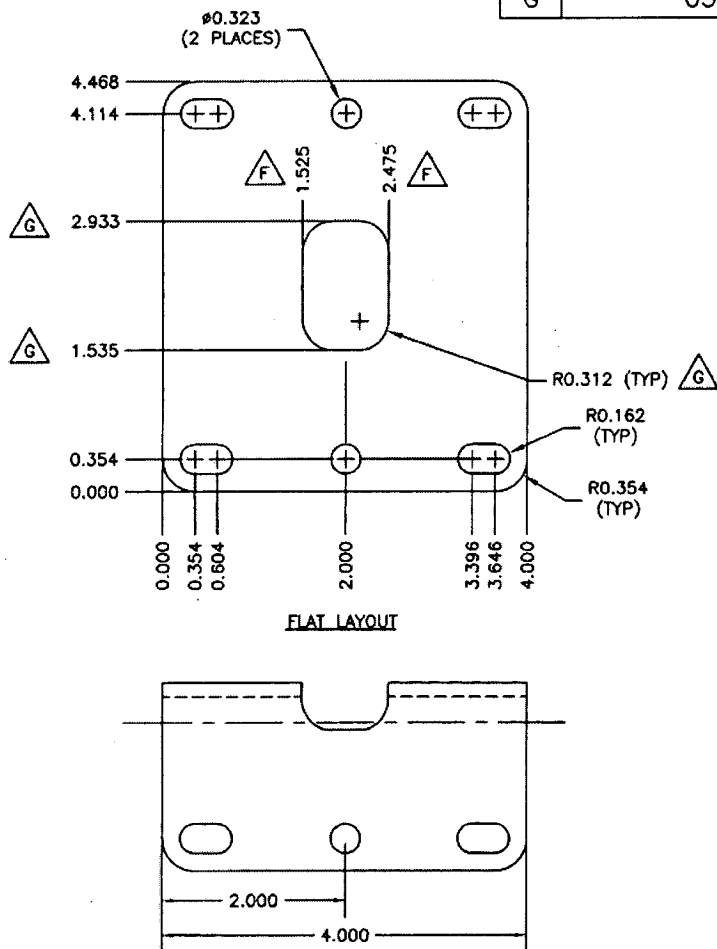 G
ø0.323
(2 PLACES)
4.468
4.114
F
1.525
2.475
F
G
2.933
G
1.535
R0.312 (TYP)
G
R0.162
(TYP)
0.354
0.000
R0.354
(TYP)
0.000
0.354
0.604
2.000
3.396
3.646
4.000
FLAT LAYOUT
2.000
4.000